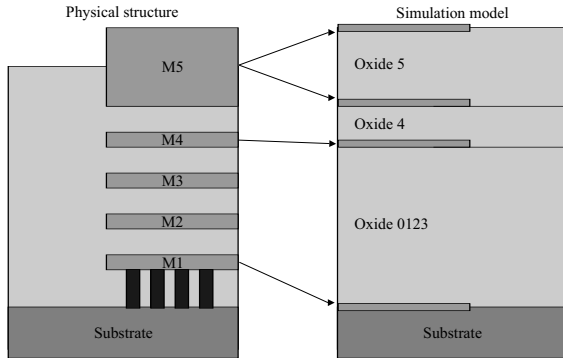 Physical structure
Simulation model
M5
M4
M3
M2
M1
Substrate
Oxide 5
Oxide 4
Oxide 0123
Substrate